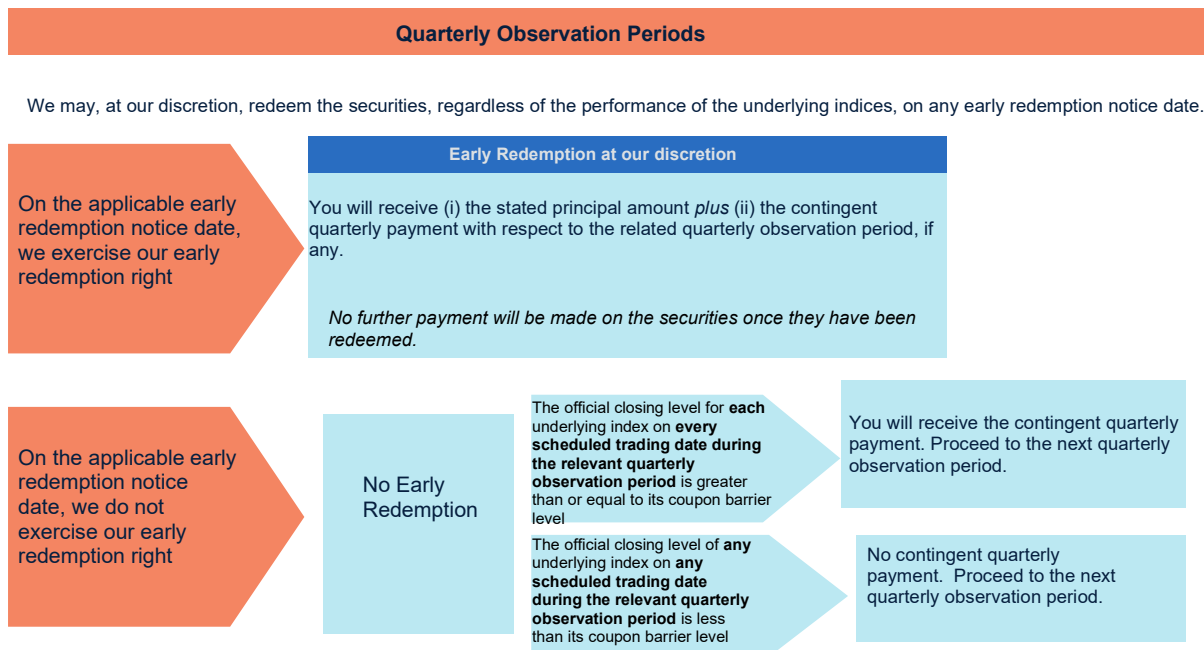 Quarterly Observation Periods
We may, at our discretion, redeem the securities, regardless of the performance of the underlying indices, on any early redemption notice date.
On the applicable early
redemption notice date,
we exercise our early
redemption right
Early Redemption at our discretion
You will receive (i) the stated principal amount plus (ii) the contingent
quarterly payment with respect to the related quarterly observation period, if
any.
No further payment will be made on the securities once they have been
redeemed.
On the applicable early
redemption notice
date, we do not
exercise our early
redemption right
No Early
Redemption
The official closing level for each
underlying index on every
scheduled trading date during
the relevant quarterly
observation period is greater
than or equal to its coupon barrier
level
You will receive the contingent quarterly
payment. Proceed to the next quarterly
observation period.
The official closing level of any
underlying index on any
scheduled trading date
during the relevant quarterly
observation period is less
than its coupon barrier level
No contingent quarterly
payment.  Proceed to the next
quarterly observation period.